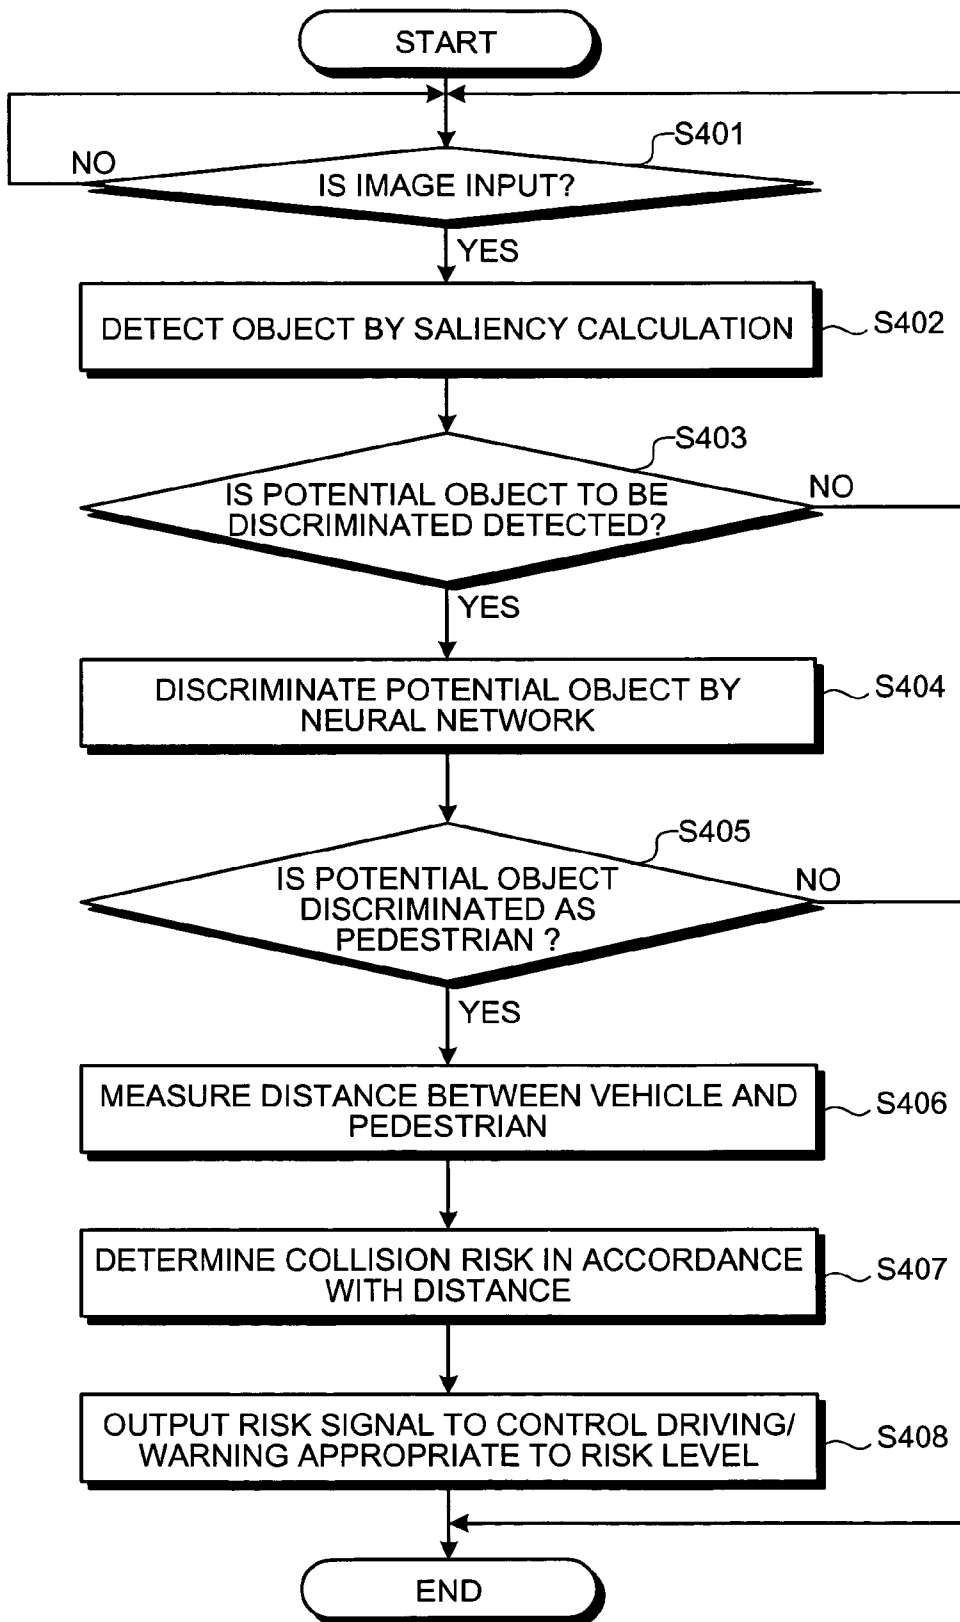 START
S401
NO
IS IMAGE INPUT?
YES
DETECT OBJECT BY SALIENCY CALCULATION
S402
S403
IS POTENTIAL OBJECT TO BE
DISCRIMINATED DETECTED?
NO
YES
DISCRIMINATE POTENTIAL OBJECT BY
NEURAL NETWORK
S404
S405
IS POTENTIAL OBJECT
DISCRIMINATED AS
PEDESTRIAN ?
NO
YES
MEASURE DISTANCE BETWEEN VEHICLE AND
PEDESTRIAN
S406
DETERMINE COLLISION RISK IN ACCORDANCE
WITH DISTANCE
S407
OUTPUT RISK SIGNAL TO CONTROL DRIVING/
WARNING APPROPRIATE TO RISK LEVEL
S408
END